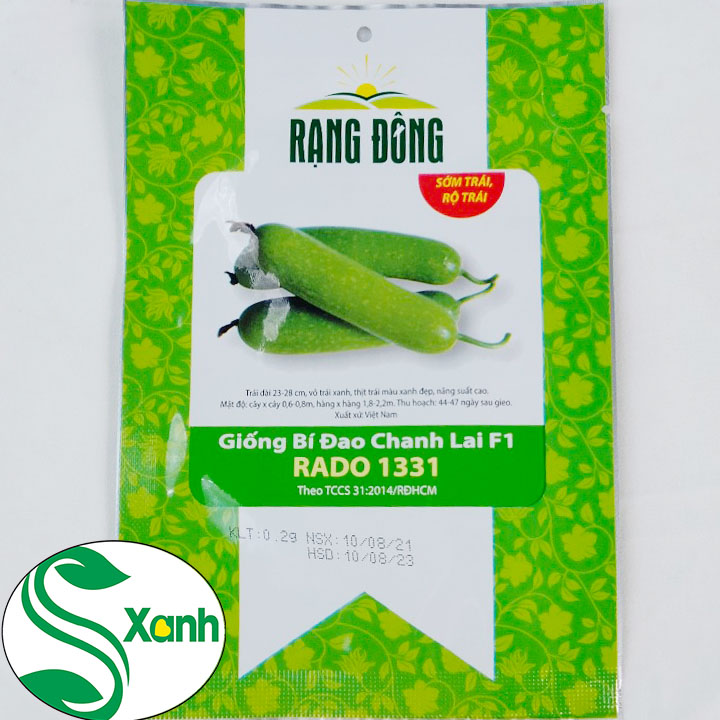 RẠNG ĐÔNG
SỚM TRÁI,
RỘ TRÁI
Trái dài 23-28 cm, vỏ trái xanh, thịt trái màu xanh đẹp, năng suất cao.
Mật độ: cây x cây 0,6-0,8m, hàng x hàng 1,8-2,2m. Thu hoạch: 44-47 ngày sau gieo.
Xuất xứ: Việt Nam
Giống Bí Đao Chanh Lai F1
RADO 1331
Theo TCCS 31:2014/RĐHCM
KLT:0.2g NSX:10/08/21
HSD:10/08/23
Xanh